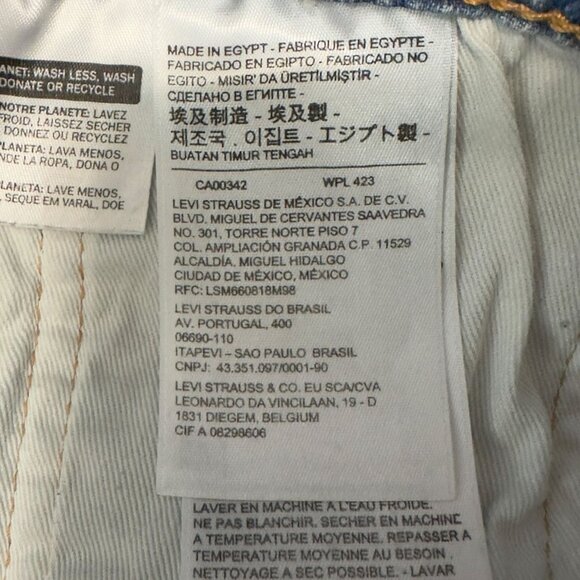 ANET: WASH LESS, WASH
DONATE OR RECYCLE
NOTRE PLANETE: LAVEZ
FROID, LAISSEZ SECHER
DONNEZ OU RECYCLEZ
PLANETA: LAVA MENOS,
NDE LA ROPA, DONA O
PLANETA: LAVE MENOS,
SEQUE EM VARAL, DOE
MADE IN EGYPT - FABRIQUE EN EGYPTE -
FABRICADO EN EGIPTO - FABRICADO NO
EGITO - MISIR' DA ÜRETİLMİŞTİR -
СДЕЛАНО В ЕГИПТЕ -
埃及制造 - 埃及製 -
제조국 . 이집트 - エジプト製 -
BUATAN TIMUR TENGAH
CA00342 WPL 423
LEVI STRAUSS DE MÉXICO S.A. DE C.V.
BLVD. MIGUEL DE CERVANTES SAAVEDRA
NO. 301, TORRE NORTE PISO 7
COL. AMPLIACIÓN GRANADA C.P. 11529
ALCALDÍA. MIGUEL HIDALGO
CIUDAD DE MÉXICO, MÉXICO
RFC: LSM660818M98
LEVI STRAUSS DO BRASIL
AV. PORTUGAL, 400
06690-110
ITAPEVI – SAO PAULO BRASIL
CNPJ: 43.351.097/0001-90
LEVI STRAUSS & CO. EU SCA/CVA
LEONARDO DA VINCILAAN, 19 - D
1831 DIEGEM, BELGIUM
CIF A 08298606
LAVER EN MACHINE A L'EAU FROIDE.
NE PAS BLANCHIR. SECHER EN MACHINE
A TEMPERATURE MOYENNE. REPASSER A
TEMPERATURE MOYENNE AU BESOIN .
NETTOYAGE A SEC POSSIBLE. - LAVAR